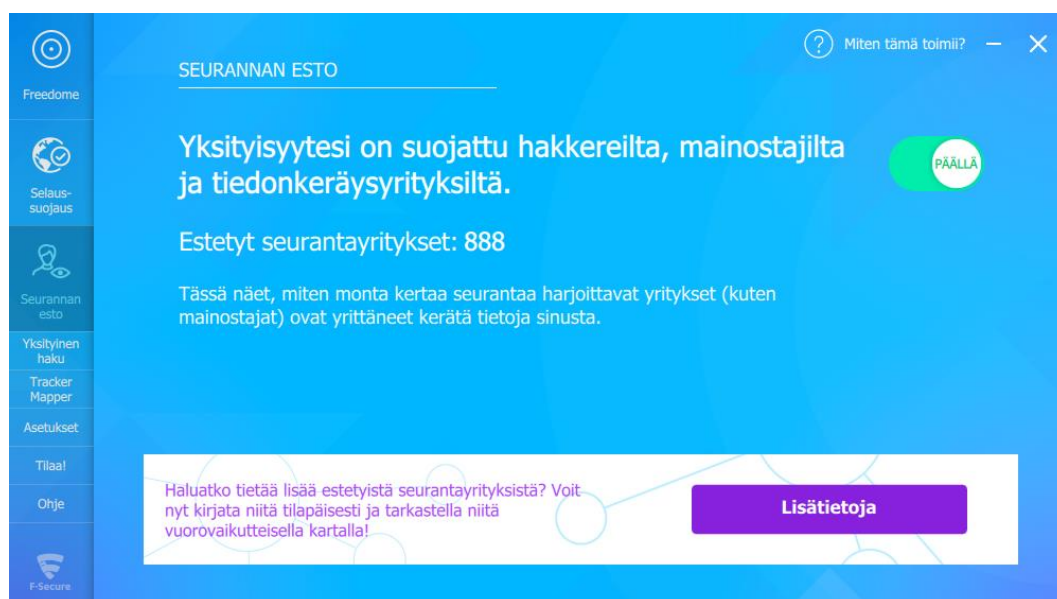 Freedome
Selaus-
suojaus
Seurannan
esto
Yksityinen
haku
Tracker
Mapper
Asetukset
Tilaa!
Ohje
F-Secure
? Miten tämä toimii?
SEURANNAN ESTO
Yksityisyytesi on suojattu hakkereilta, mainostajilta
ja tiedonkeräysyrityksiltä.
PÄÄLLÄ
Estetyt seurantayritykset: 888
Tässä näet, miten monta kertaa seurantaa harjoittavat yritykset (kuten
mainostajat) ovat yrittäneet kerätä tietoja sinusta.
Haluatko tietää lisää estetyistä seurantayrityksistä? Voit
nyt kirjata niitä tilapäisesti ja tarkastella niitä
vuorovaikutteisella kartalla!
Lisätietoja